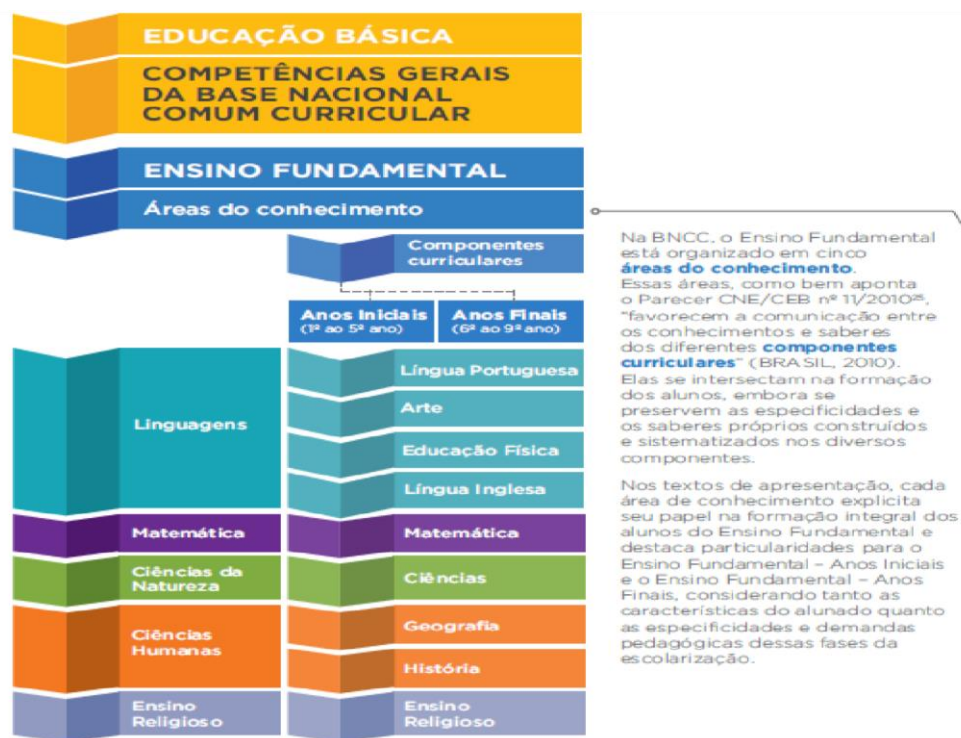 EDUCAÇÃO BÁSICA
COMPETÊNCIAS GERAIS
DA BASE NACIONAL
COMUM CURRICULAR
ENSINO FUNDAMENTAL
Áreas do conhecimento
Componentes
curriculares
Anos Iniciais
(1º ao 5º ano)
Anos Finais
(6º ao 9º ano)
Linguagens
Língua Portuguesa
Arte
Educação Física
Língua Inglesa
Matemática
Matemática
Ciências da
Natureza
Ciências
Ciências
Humanas
Geografia
História
Ensino
Religioso
Ensino
Religioso
Na BNCC, o Ensino Fundamental
está organizado em cinco
áreas do conhecimento.
Essas áreas, como bem aponta
o Parecer CNE/CEB nº 11/2010²⁵,
"favorecem a comunicação entre
os conhecimentos e saberes
dos diferentes componentes
curriculares" (BRASIL, 2010).
Elas se intersectam na formação
dos alunos, embora se
preservem as especificidades e
os saberes próprios construídos
e sistematizados nos diversos
componentes.
Nos textos de apresentação, cada
área de conhecimento explicita
seu papel na formação integral dos
alunos do Ensino Fundamental e
destaca particularidades para o
Ensino Fundamental – Anos Iniciais
e o Ensino Fundamental – Anos
Finais, considerando tanto as
características do alunado quanto
as especificidades e demandas
pedagógicas dessas fases da
escolarização.